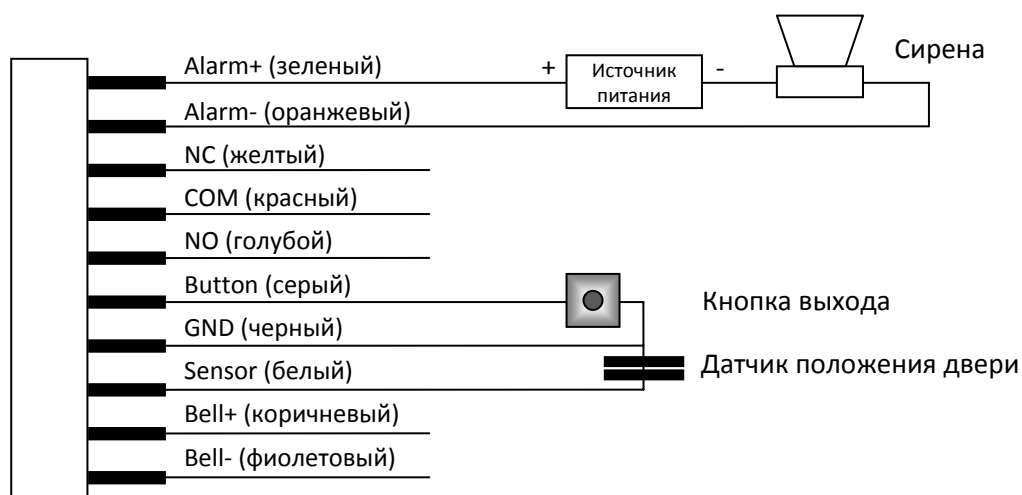 Сирена
Alarm+ (зеленый)
+
Источник
питания
-
Alarm- (оранжевый)
NC (желтый)
COM (красный)
NO (голубой)
Button (серый)
Кнопка выхода
GND (черный)
Датчик положения двери
Sensor (белый)
Bell+ (коричневый)
Bell- (фиолетовый)